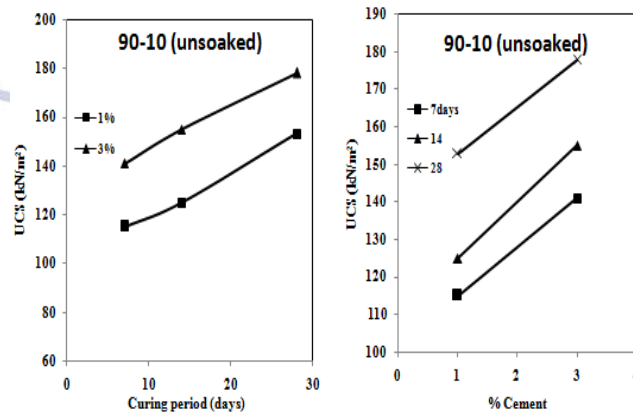 90-10 (unsoaked)
UCS (kN/m²)
200
180
160
140
120
100
80
60
1%
3%
0 10 20 30
Curing period (days)
90-10 (unsoaked)
UCS (kN/m²)
190
180
170
160
150
140
130
120
110
100
7days
14
28
0 1 2 3
% Cement